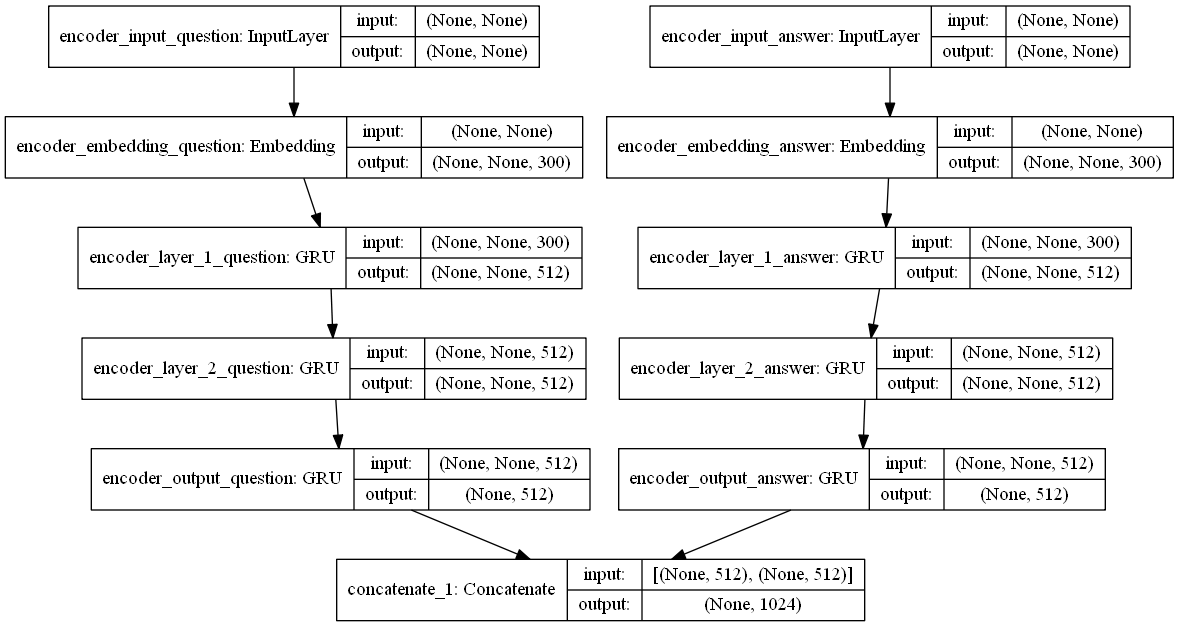 encoder_input_question: InputLayer
input: (None, None)
output: (None, None)
encoder_input_answer: InputLayer
input: (None, None)
output: (None, None)
encoder_embedding_question: Embedding
input: (None, None)
output: (None, None, 300)
encoder_embedding_answer: Embedding
input: (None, None)
output: (None, None, 300)
encoder_layer_1_question: GRU
input: (None, None, 300)
output: (None, None, 512)
encoder_layer_1_answer: GRU
input: (None, None, 300)
output: (None, None, 512)
encoder_layer_2_question: GRU
input: (None, None, 512)
output: (None, None, 512)
encoder_layer_2_answer: GRU
input: (None, None, 512)
output: (None, None, 512)
encoder_output_question: GRU
input: (None, None, 512)
output: (None, 512)
encoder_output_answer: GRU
input: (None, None, 512)
output: (None, 512)
concatenate_1: Concatenate
input: [(None, 512), (None, 512)]
output: (None, 1024)